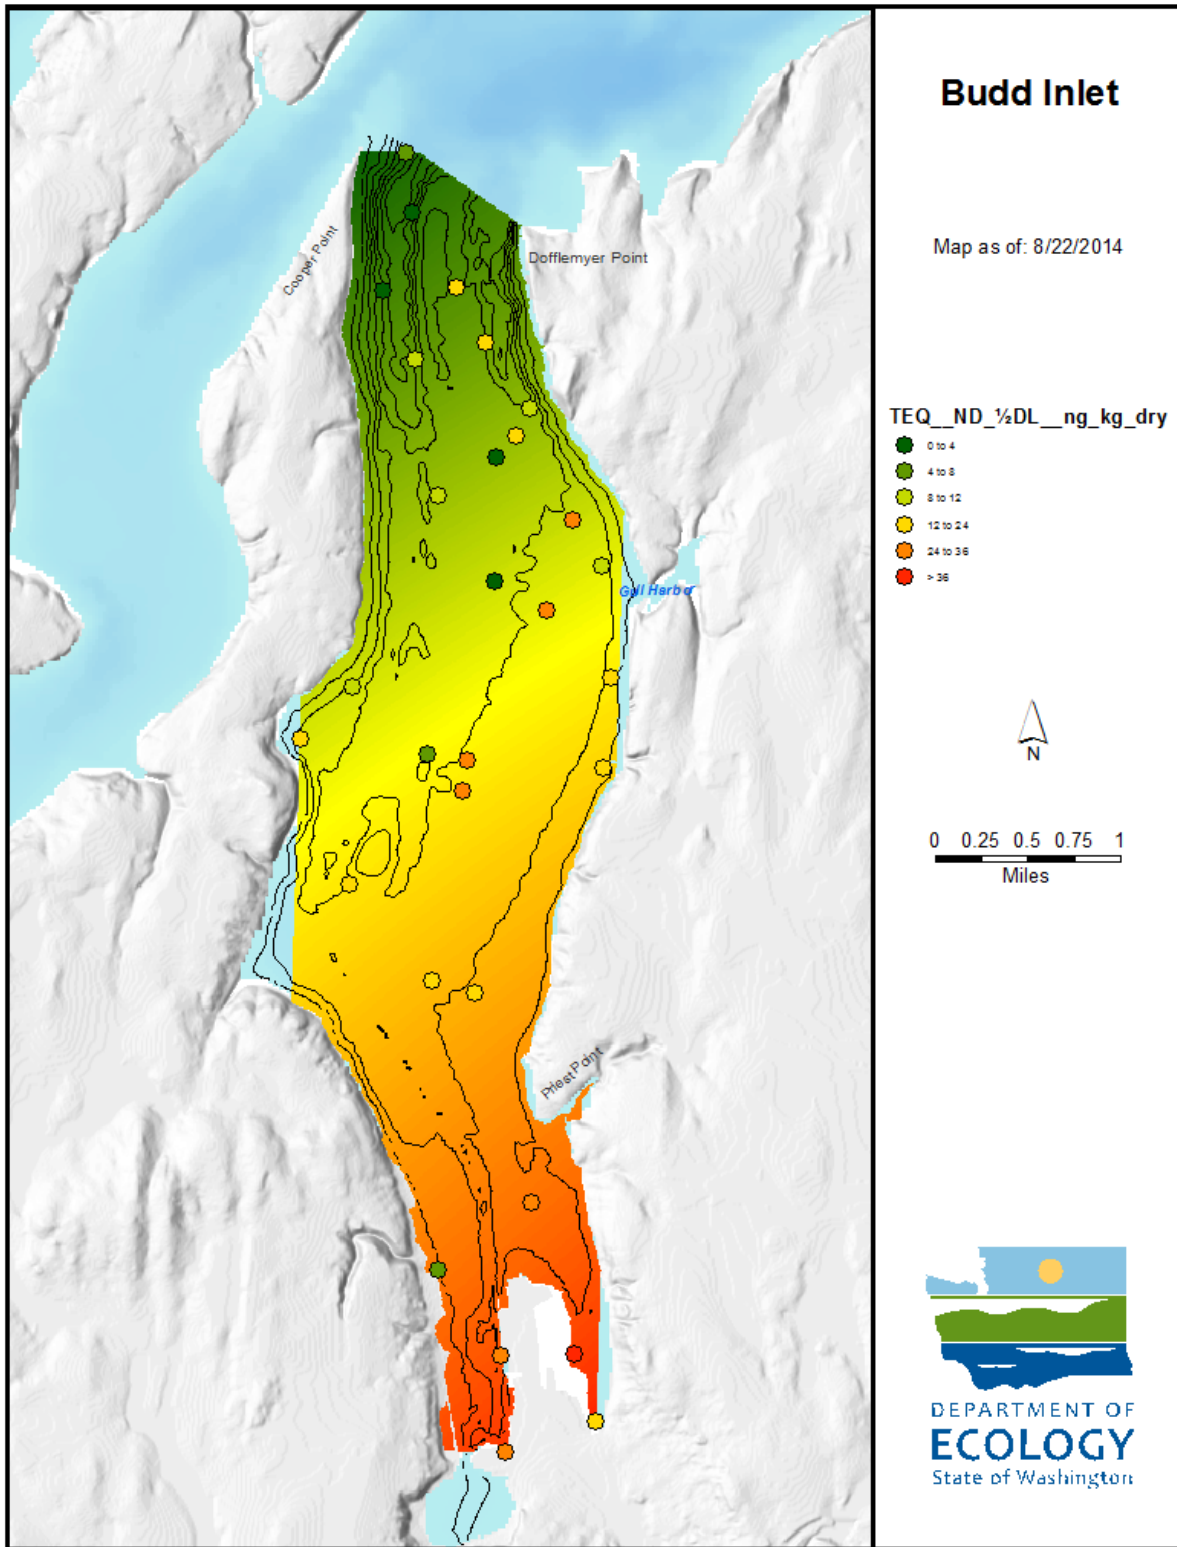 Budd Inlet
Map as of: 8/22/2014
Cooper Point
Dofflemyer Point
TEQ__ND_½DL__ng_kg_dry
0 to 4
4 to 8
8 to 12
12 to 24
24 to 36
> 36
Gull Harbor
N
0 0.25 0.5 0.75 1
Miles
Priest Point
DEPARTMENT OF
ECOLOGY
State of Washington